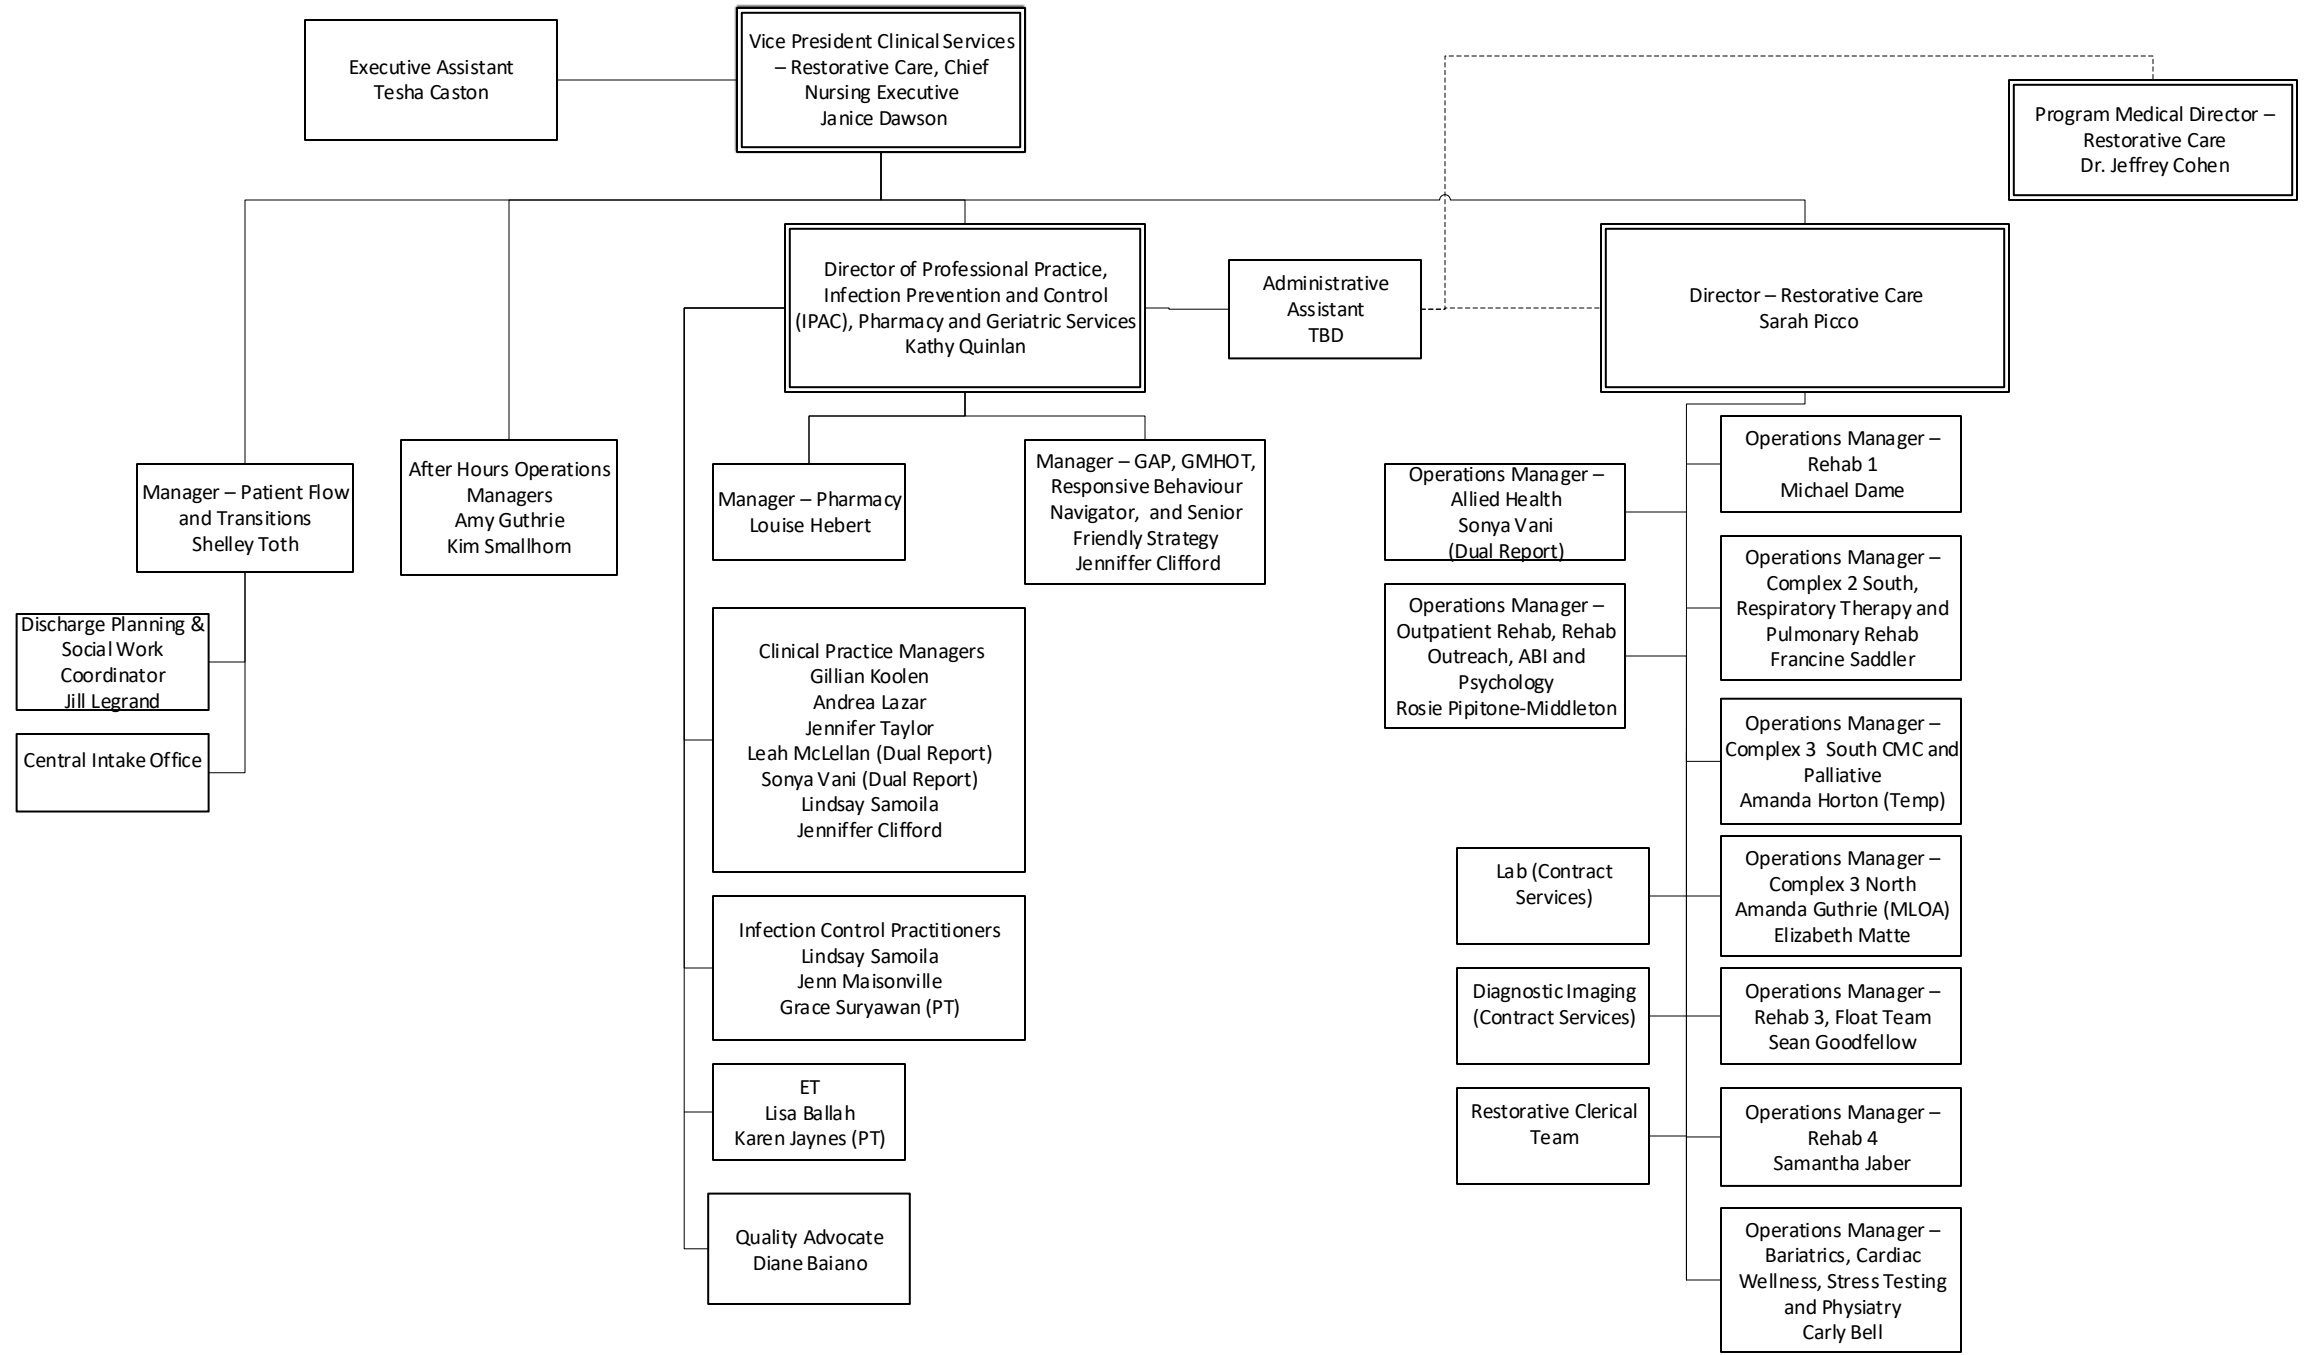 Executive Assistant
Tesha Caston
Vice President Clinical Services
– Restorative Care, Chief
Nursing Executive
Janice Dawson
Program Medical Director –
Restorative Care
Dr. Jeffrey Cohen
Director of Professional Practice,
Infection Prevention and Control
(IPAC), Pharmacy and Geriatric Services
Kathy Quinlan
Administrative
Assistant
TBD
Director – Restorative Care
Sarah Picco
Manager – Patient Flow
and Transitions
Shelley Toth
After Hours Operations
Managers
Amy Guthrie
Kim Smallhorn
Manager – Pharmacy
Louise Hebert
Manager – GAP, GMHOT,
Responsive Behaviour
Navigator, and Senior
Friendly Strategy
Jenniffer Clifford
Discharge Planning &
Social Work
Coordinator
Jill Legrand
Central Intake Office
Clinical Practice Managers
Gillian Koolen
Andrea Lazar
Jennifer Taylor
Leah McLellan (Dual Report)
Sonya Vani (Dual Report)
Lindsay Samoila
Jenniffer Clifford
Infection Control Practitioners
Lindsay Samoila
Jenn Maisonville
Grace Suryawan (PT)
ET
Lisa Ballah
Karen Jaynes (PT)
Quality Advocate
Diane Baiano
Operations Manager –
Allied Health
Sonya Vani
(Dual Report)
Operations Manager –
Outpatient Rehab, Rehab
Outreach, ABI and
Psychology
Rosie Pipitone-Middleton
Lab (Contract
Services)
Diagnostic Imaging
(Contract Services)
Restorative Clerical
Team
Operations Manager –
Rehab 1
Michael Dame
Operations Manager –
Complex 2 South,
Respiratory Therapy and
Pulmonary Rehab
Francine Saddler
Operations Manager –
Complex 3 South CMC and
Palliative
Amanda Horton (Temp)
Operations Manager –
Complex 3 North
Amanda Guthrie (MLOA)
Elizabeth Matte
Operations Manager –
Rehab 3, Float Team
Sean Goodfellow
Operations Manager –
Rehab 4
Samantha Jaber
Operations Manager –
Bariatrics, Cardiac
Wellness, Stress Testing
and Physiatry
Carly Bell